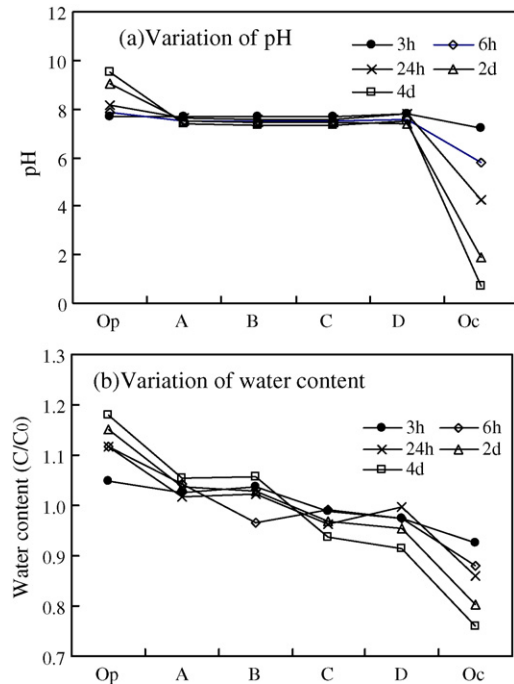 12
(a)Variation of pH
10
3h
6h
8
24h
2d
4d
6
pH
4
2
0
Op A B C D Oc
1.3
(b)Variation of water content
1.2
3h
6h
24h
2d
1.1
4d
1.0
Water content (C/C0)
0.9
0.8
0.7
Op A B C D Oc